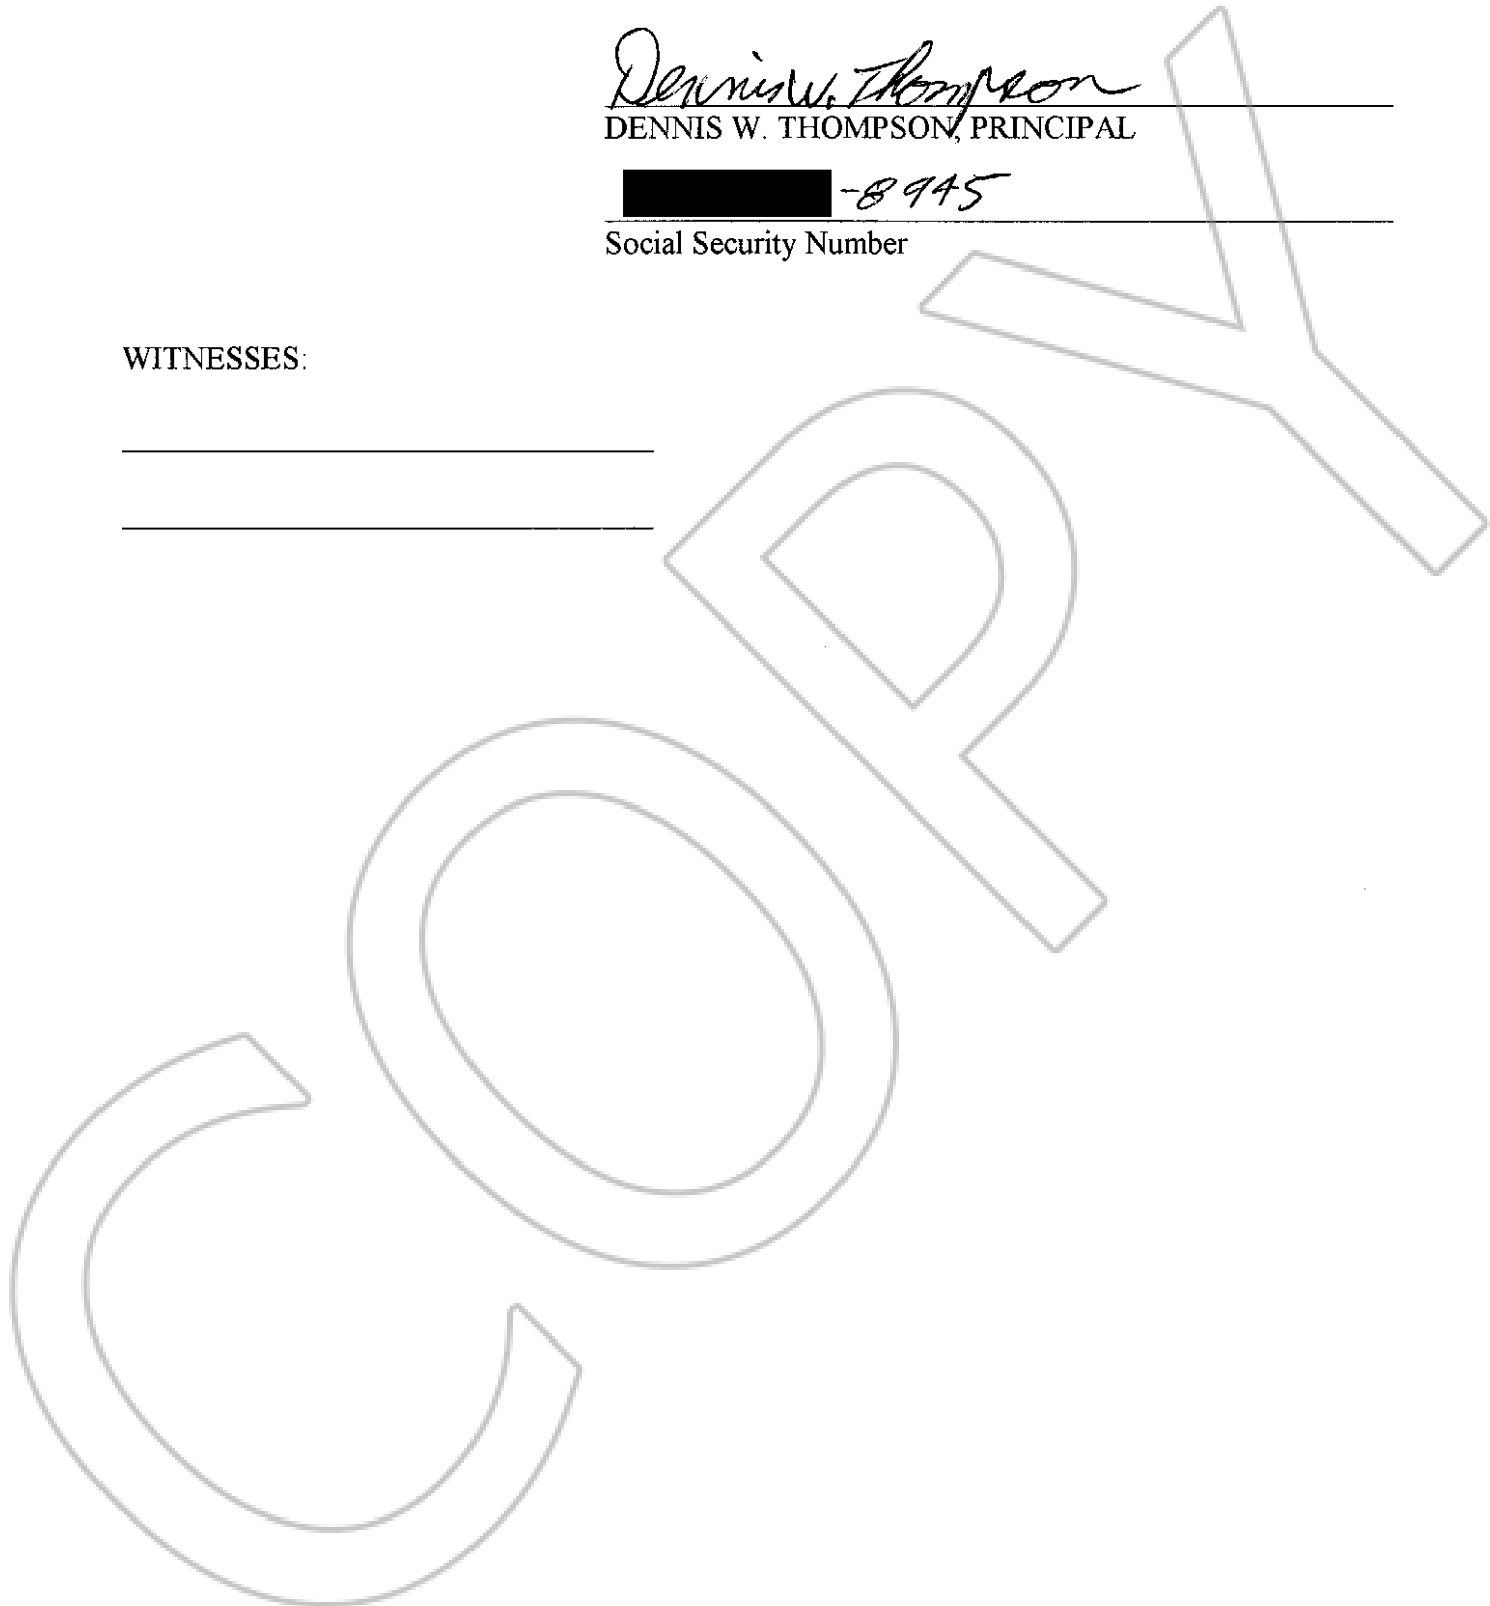 Dennis W. Thompson
DENNIS W. THOMPSON, PRINCIPAL
-8945
Social Security Number
WITNESSES:
COPY